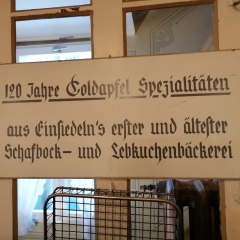 120 Jahre Goldapfel Spezialitäten
aus Einsiedeln's erster und ältester
Schafbock- und Lebkuchenbäckerei